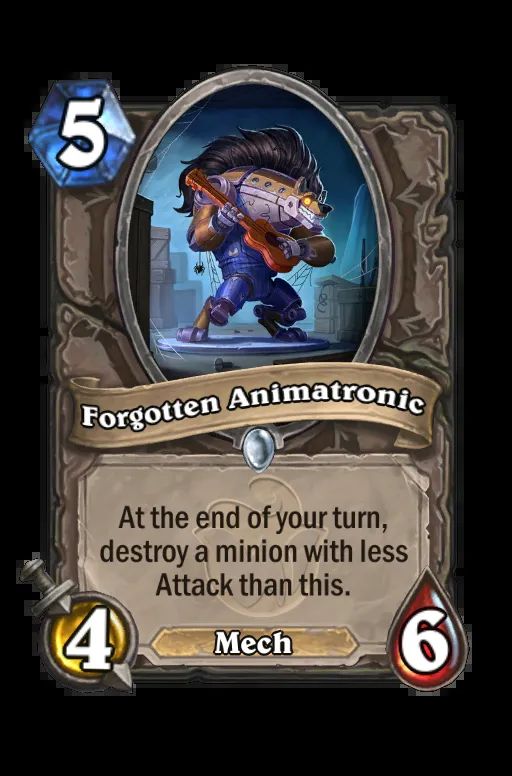 5
Forgotten Animatronic
At the end of your turn,
destroy a minion with less
Attack than this.
4
Mech
6